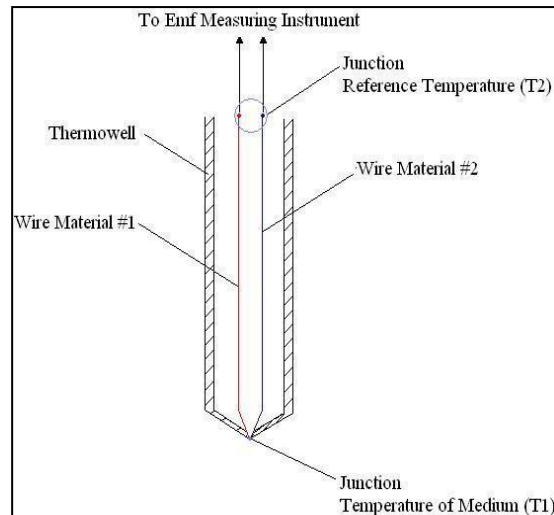 To Emf Measuring Instrument
Junction
Reference Temperature (T2)
Thermowell
Wire Material #2
Wire Material #1
Junction
Temperature of Medium (T1)